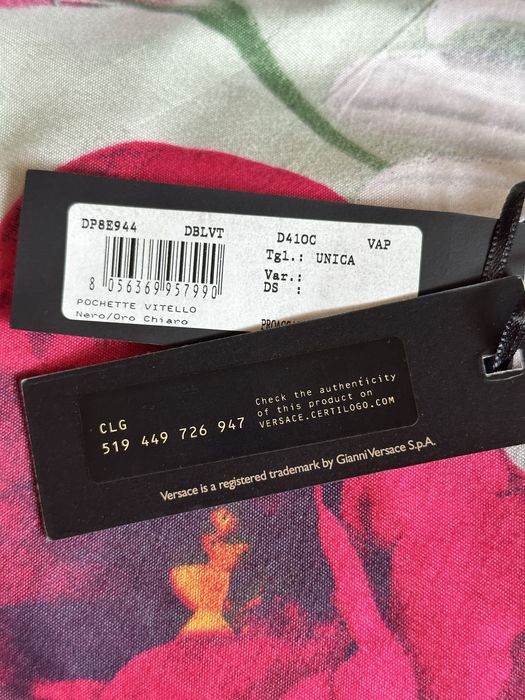 DP8E944 DBLVT D41OC VAP
Tgl.: UNICA
Var.:
DS :
8 056369 957990
POCHETTE VITELLO
Nero/Oro Chiaro
CLG
519 449 726 947
Check the authenticity
of this product on
VERSACE.CERTILOGO.COM
Versace is a registered trademark by Gianni Versace S.p.A.